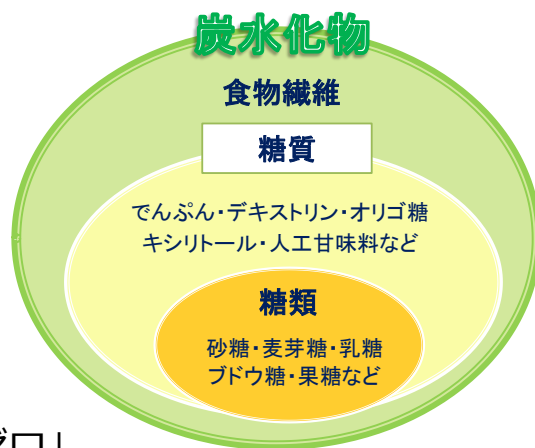 炭水化物
食物繊維
糖質
でんぷん・デキストリン・オリゴ糖
キシリトール・人工甘味料など
糖類
砂糖・麦芽糖・乳糖
ブドウ糖・果糖など
ゼロ」